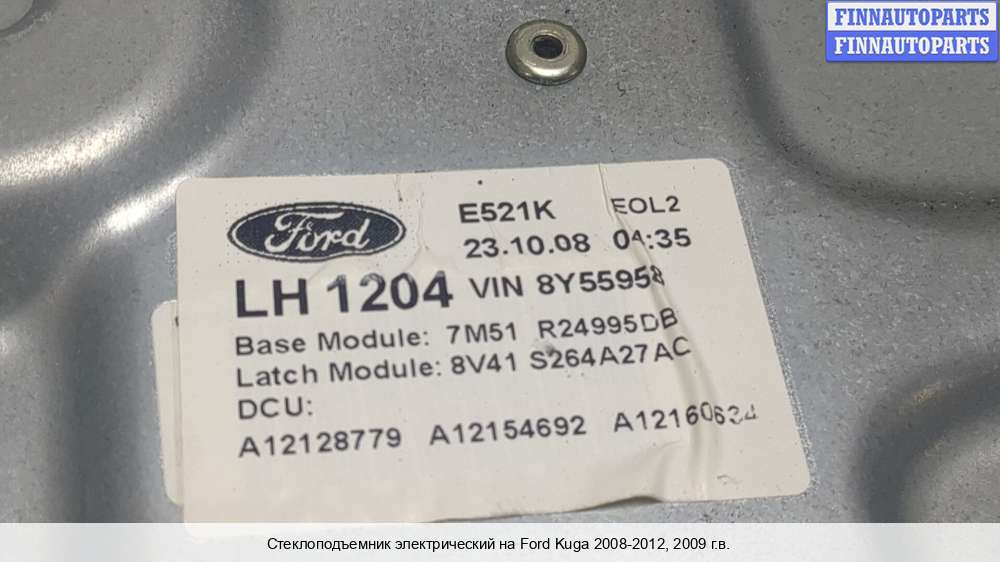 FINNAUTOPARTS
FINNAUTOPARTS
Ford E521K EOL2
23.10.08 04:35
LH 1204 VIN 8Y55958
Base Module: 7M51 R24995DB
Latch Module: 8V41 S264A27AC
DCU:
A12128779 A12154692 A12160634
Стеклоподъемник электрический на Ford Kuga 2008-2012, 2009 г.в.